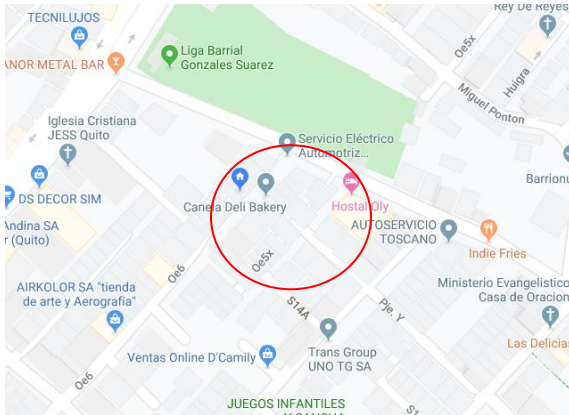 TECNILUJOS
Rey De Reyes
ANOR METAL BAR
Liga Barrial
Gonzales Suarez
Oe5x
Huigra
Miguel Ponton
Iglesia Cristiana
JESS Quito
Servicio Eléctrico
Automotriz...
Barrionu
DS DECOR SIM
Canela Deli Bakery
Hostal Oly
Andina SA
r (Quito)
AUTOSERVICIO
TOSCANO
Indie Fries
Oe5x
Oe6
AIRKOLOR SA "tienda
de arte y Aerografia"
S14A
Pje. Y
Ministerio Evangelistico
Casa de Oracion
Trans Group
UNO TG SA
Las Delicias
Ventas Online D'Camily
Oe6
JUEGOS INFANTILES